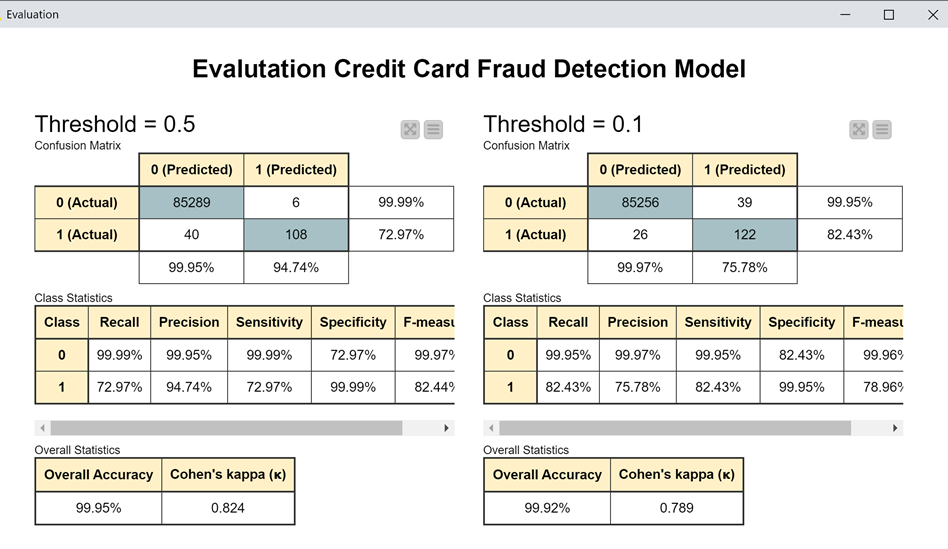 Evaluation
Evalutation Credit Card Fraud Detection Model
Threshold = 0.5
Confusion Matrix
0 (Predicted) 1 (Predicted)
0 (Actual) 85289 6 99.99%
1 (Actual) 40 108 72.97%
99.95% 94.74%
Class Statistics
Class Recall Precision Sensitivity Specificity F-measu
0 99.99% 99.95% 99.99% 72.97% 99.97%
1 72.97% 94.74% 72.97% 99.99% 82.44%
Overall Statistics
Overall Accuracy Cohen's kappa (κ)
99.95% 0.824
Threshold = 0.1
Confusion Matrix
0 (Predicted) 1 (Predicted)
0 (Actual) 85256 39 99.95%
1 (Actual) 26 122 82.43%
99.97% 75.78%
Class Statistics
Class Recall Precision Sensitivity Specificity F-measu
0 99.95% 99.97% 99.95% 82.43% 99.96%
1 82.43% 75.78% 82.43% 99.95% 78.96%
Overall Statistics
Overall Accuracy Cohen's kappa (κ)
99.92% 0.789